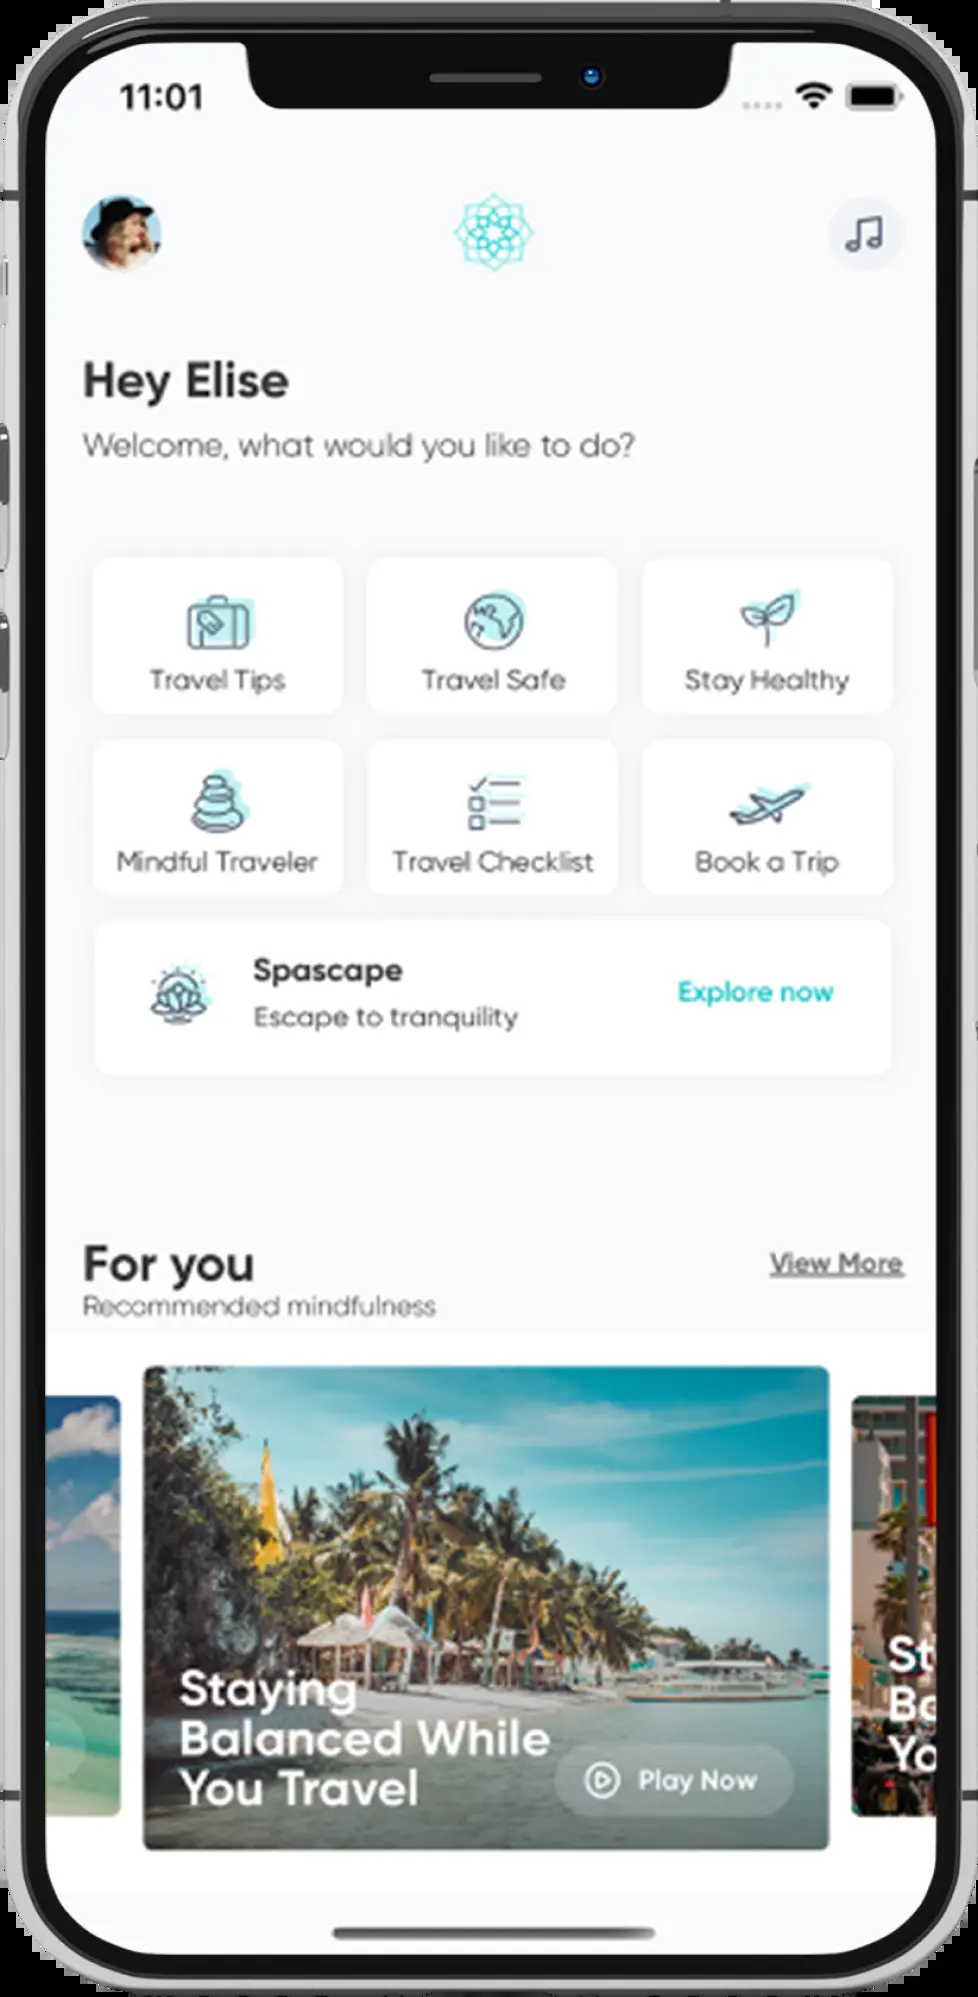 11:01
Hey Elise
Welcome, what would you like to do?
Travel Tips
Travel Safe
Stay Healthy
Mindful Traveler
Travel Checklist
Book a Trip
Spascape
Escape to tranquility
Explore now
For you
View More
Recommended mindfulness
Staying
Balanced While
You Travel
Play Now
St
Bo
Yo